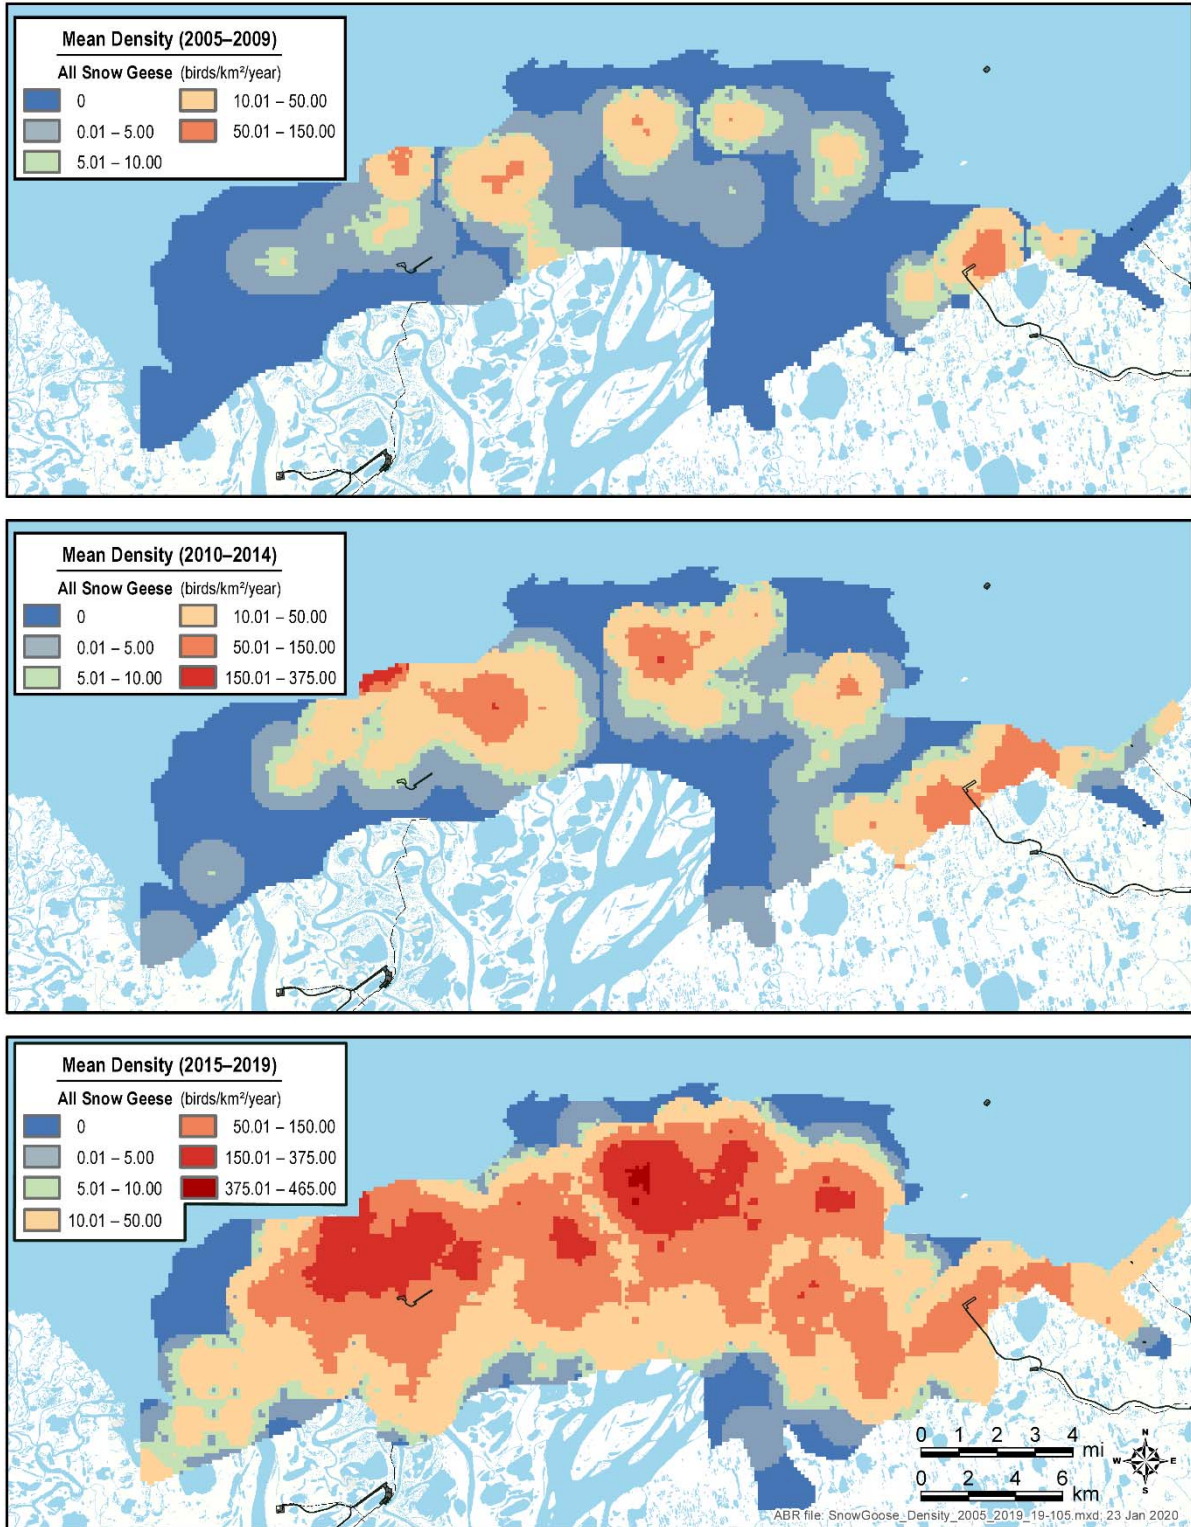 Mean Density (2005–2009)
All Snow Geese (birds/km²/year)
0
10.01 – 50.00
0.01 – 5.00
50.01 – 150.00
5.01 – 10.00
Mean Density (2010–2014)
All Snow Geese (birds/km²/year)
0
10.01 – 50.00
0.01 – 5.00
50.01 – 150.00
5.01 – 10.00
150.01 – 375.00
Mean Density (2015–2019)
All Snow Geese (birds/km²/year)
0
50.01 – 150.00
0.01 – 5.00
150.01 – 375.00
5.01 – 10.00
375.01 – 465.00
10.01 – 50.00
0 1 2 3 4
mi
N
W E
S
0 2 4 6
km
ABR file: SnowGoose_Density_2005_2019_19-105.mxd; 23 Jan 2020